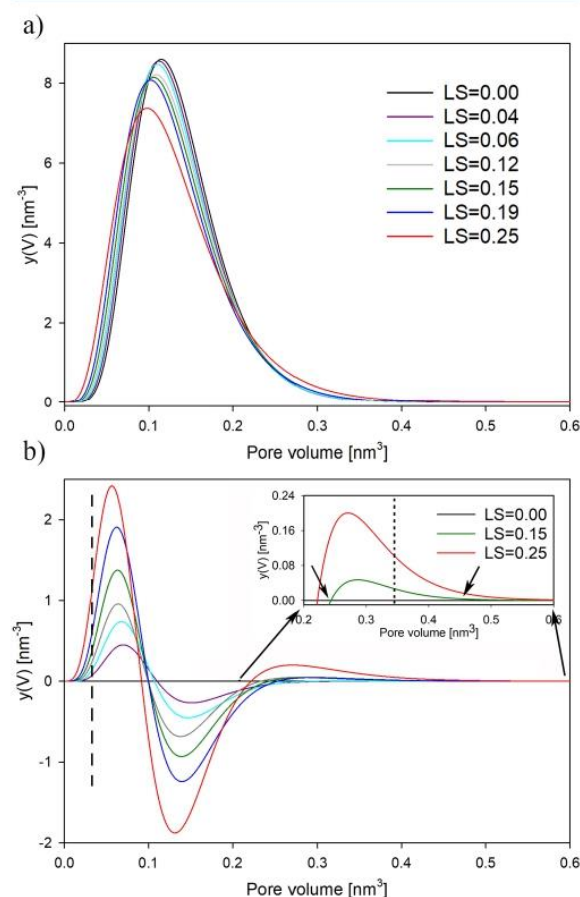 a)
8
6
4
2
0
y(V) [nm⁻³]
LS=0.00
LS=0.04
LS=0.06
LS=0.12
LS=0.15
LS=0.19
LS=0.25
0.0 0.1 0.2 0.3 0.4 0.5 0.6
Pore volume [nm³]
b)
2
1
0
-1
-2
y(V) [nm⁻³]
0.24
0.16
0.08
0.00
y(V) [nm⁻³]
LS=0.00
LS=0.15
LS=0.25
0.2 0.3 0.4 0.5 0.6
Pore volume [nm³]
0.0 0.1 0.2 0.3 0.4 0.5 0.6
Pore volume [nm³]